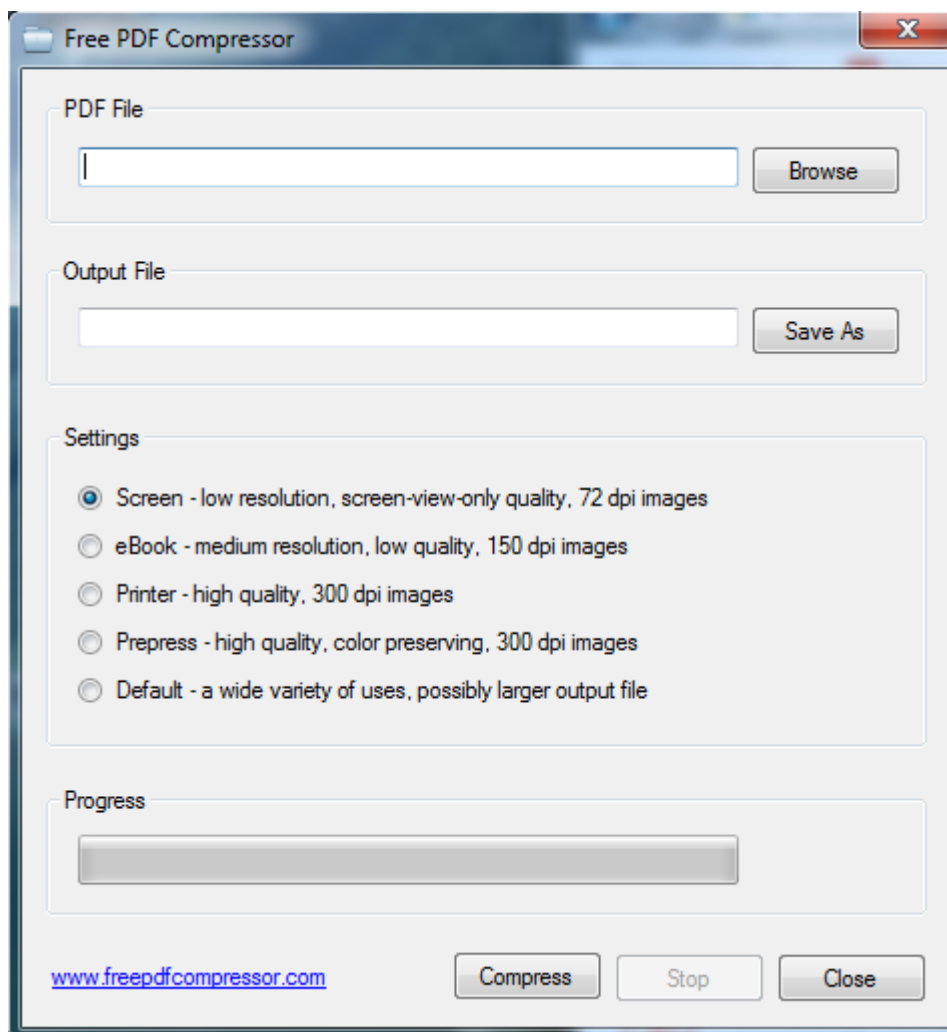 Free PDF Compressor
PDF File
Browse
Output File
Save As
Settings
Screen - low resolution, screen-view-only quality, 72 dpi images
eBook - medium resolution, low quality, 150 dpi images
Printer - high quality, 300 dpi images
Prepress - high quality, color preserving, 300 dpi images
Default - a wide variety of uses, possibly larger output file
Progress
www.freepdfcompressor.com Compress Stop Close